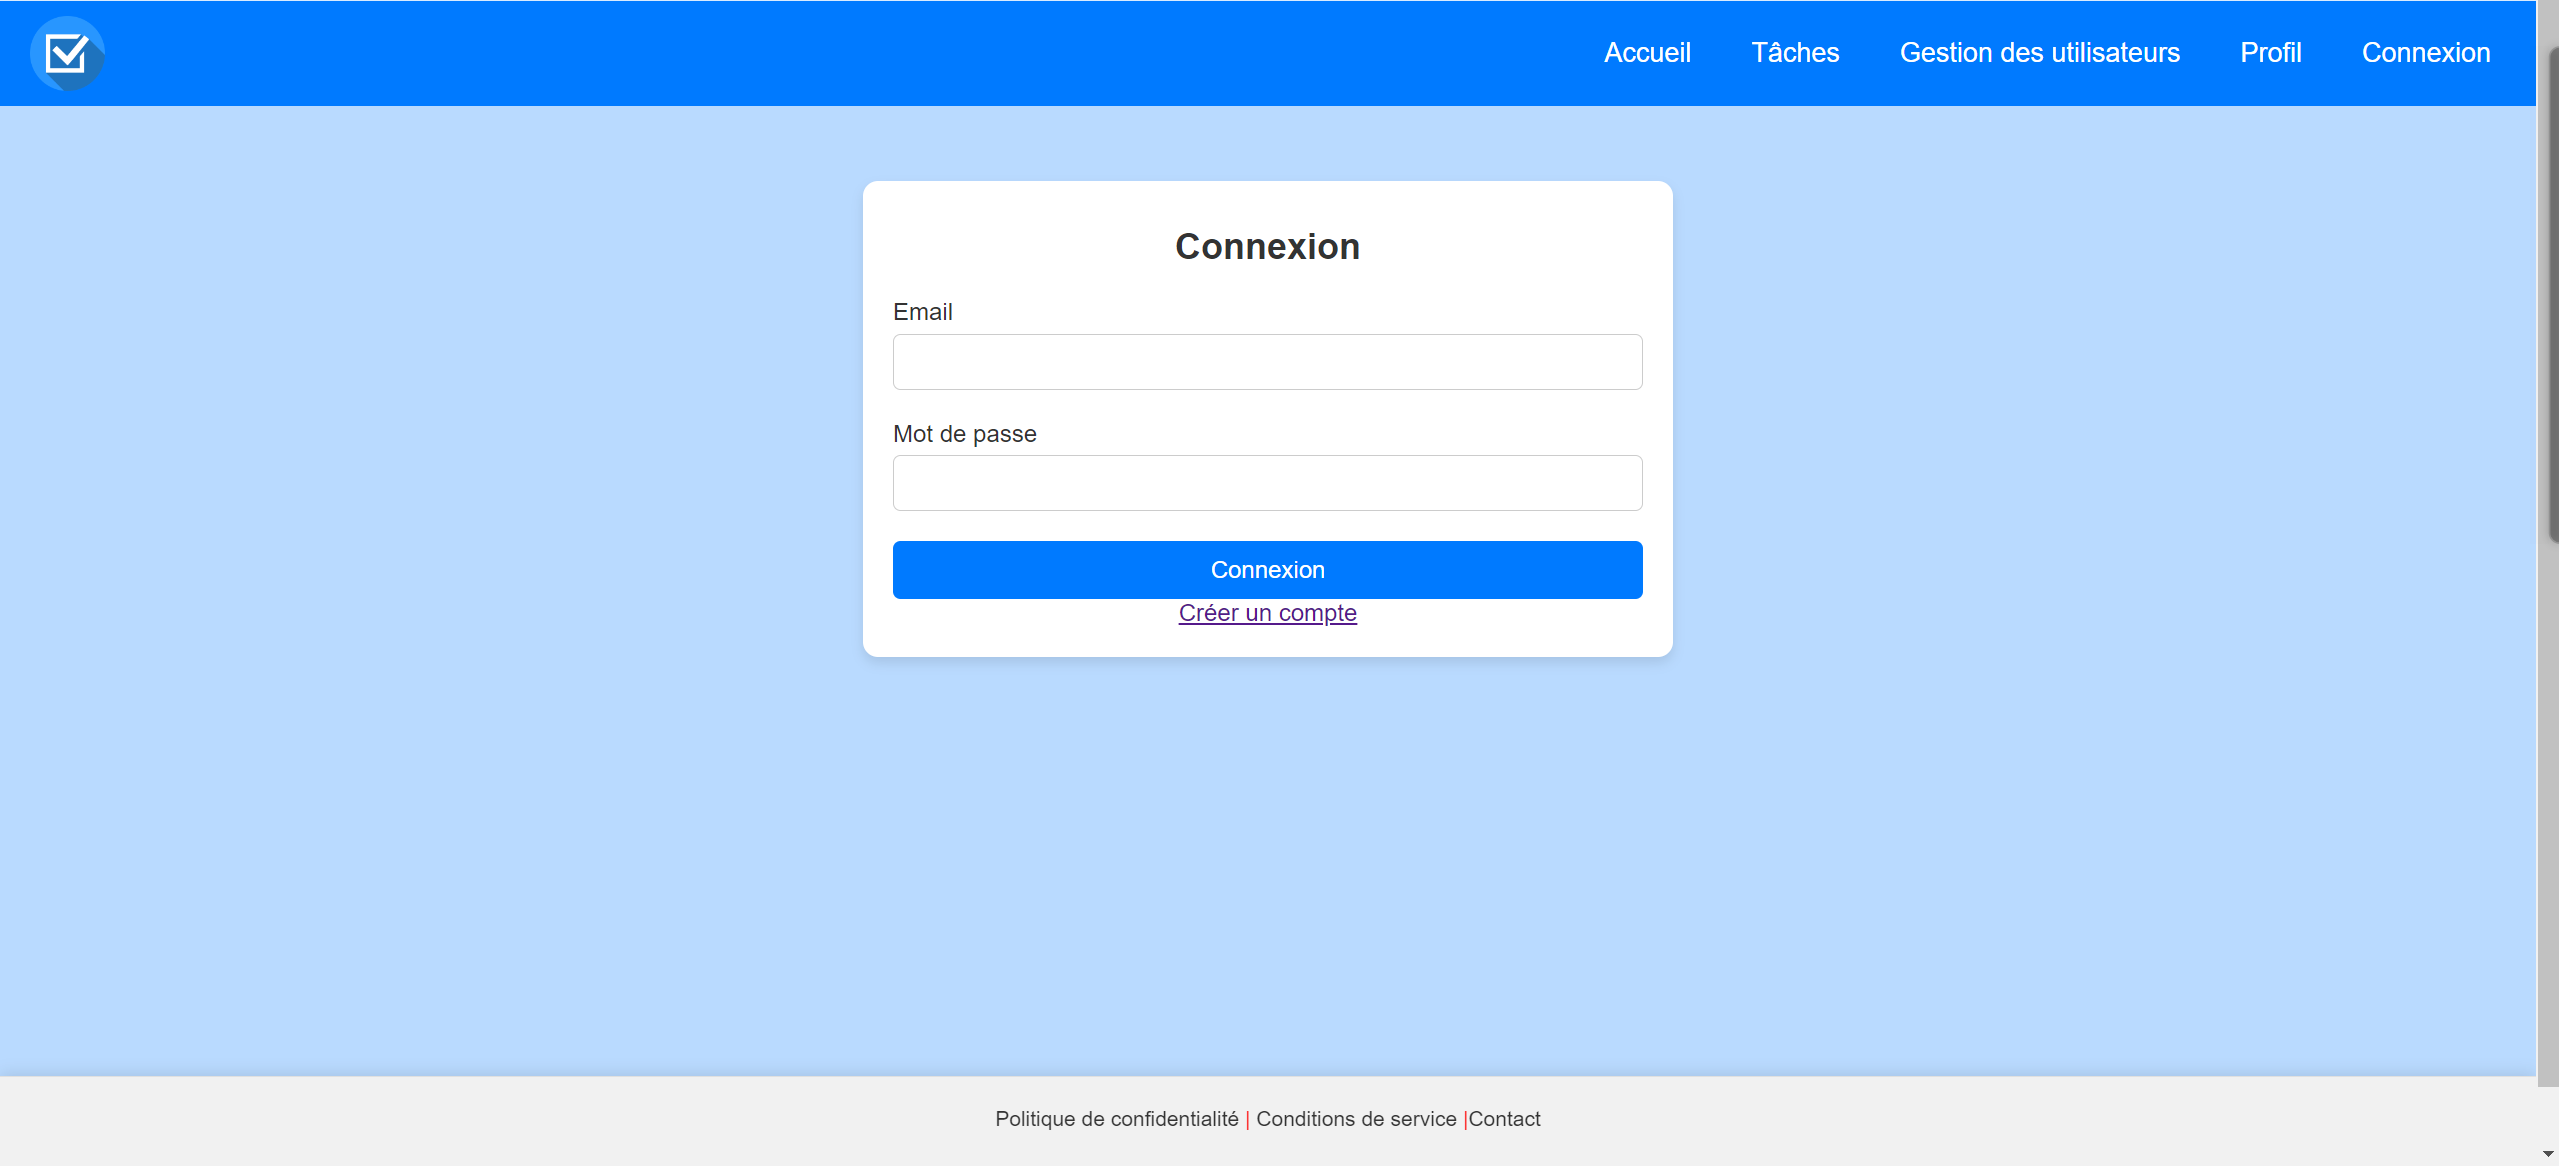 Accueil Tâches Gestion des utilisateurs Profil Connexion
Connexion
Email
Mot de passe
Connexion
Créer un compte
Politique de confidentialité | Conditions de service |Contact